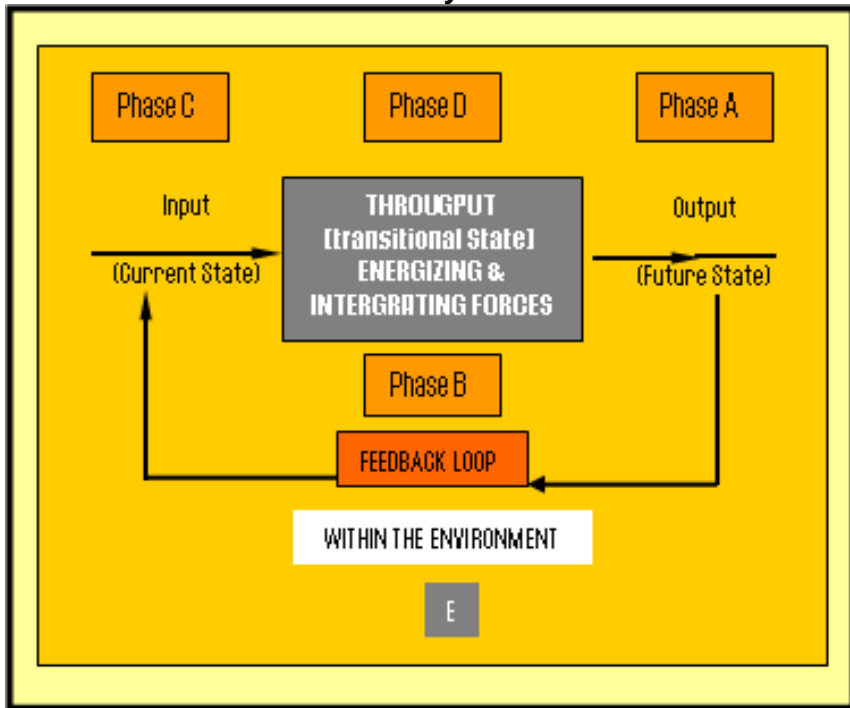 Phase C
Phase D
Phase A
Input
(Current State)
THROUGPUT
[transitional State]
ENERGIZING &
INTERGRATING FORCES
Output
(Future State)
Phase B
FEEDBACK LOOP
WITHIN THE ENVIRONMENT
E